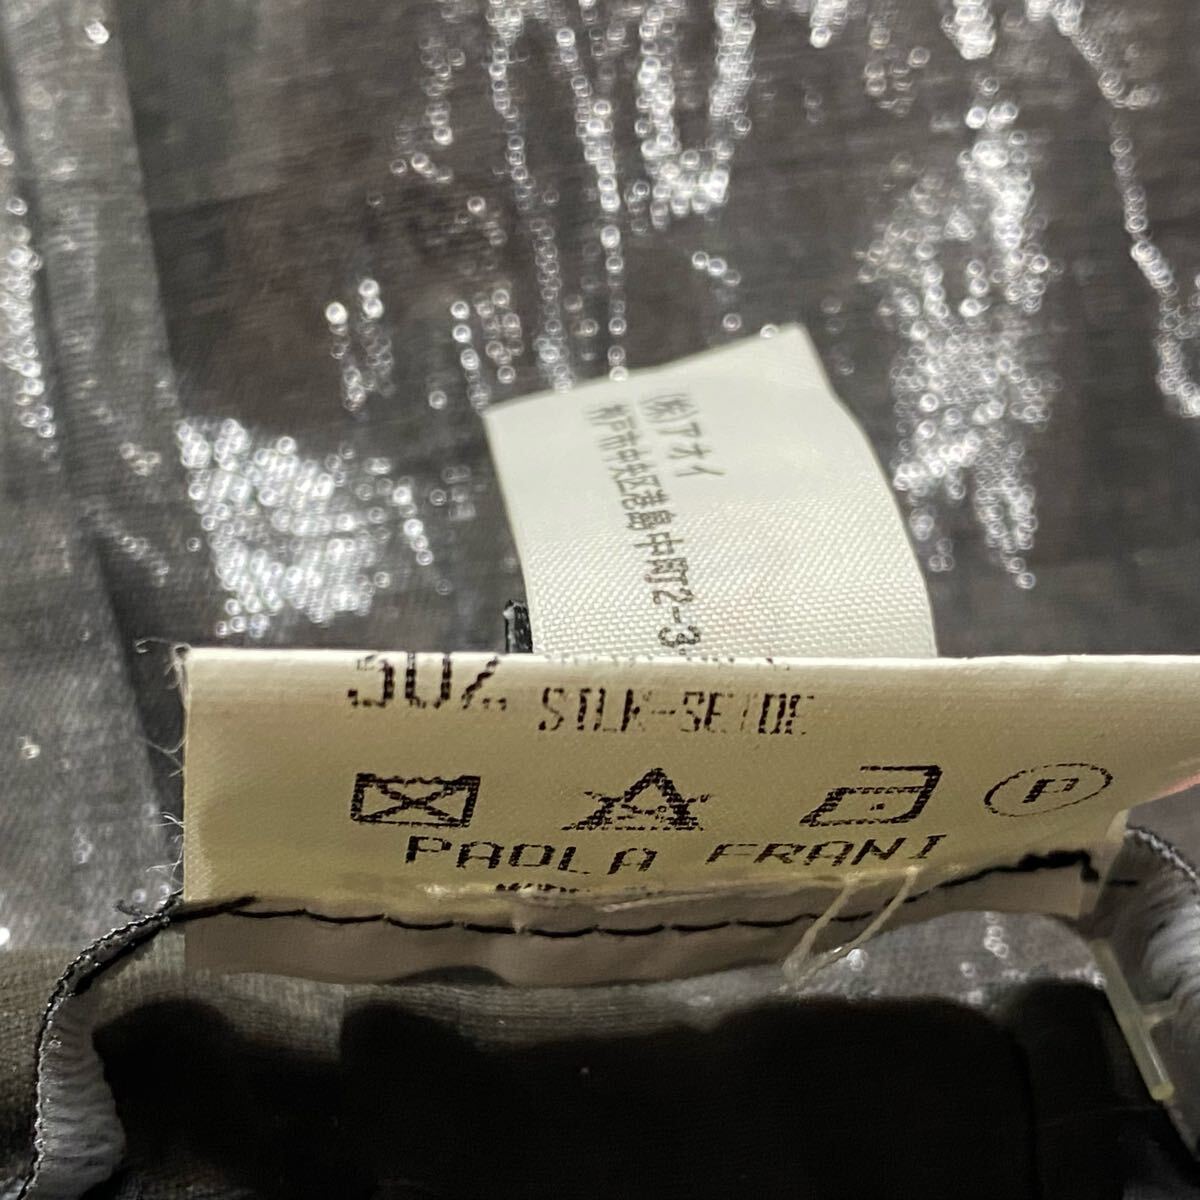 (株)アオイ
神戸市中央区港島中町2-3
50% SILK-SEIDE
P
PAOLA FRANI